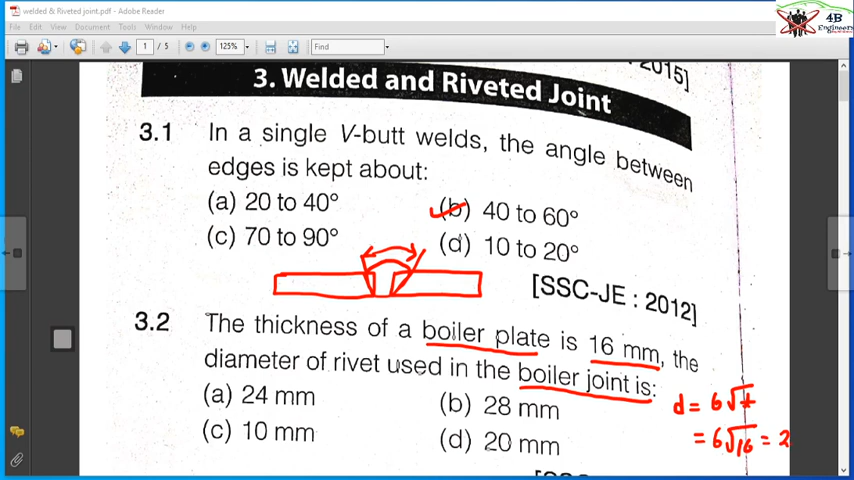 welded & Riveted joint.pdf - Adobe Reader
File Edit View Document Tools Window Help
1 / 5 125% Find
4B
Engineers
2015]
3. Welded and Riveted Joint
3.1 In a single V-butt welds, the angle between
edges is kept about:
(a) 20 to 40° (b) 40 to 60°
(c) 70 to 90° (d) 10 to 20°
[SSC-JE : 2012]
3.2 The thickness of a boiler plate is 16 mm, the
diameter of rivet used in the boiler joint is:
(a) 24 mm (b) 28 mm
(c) 10 mm (d) 20 mm
d = 6√t
= 6√16 = 2